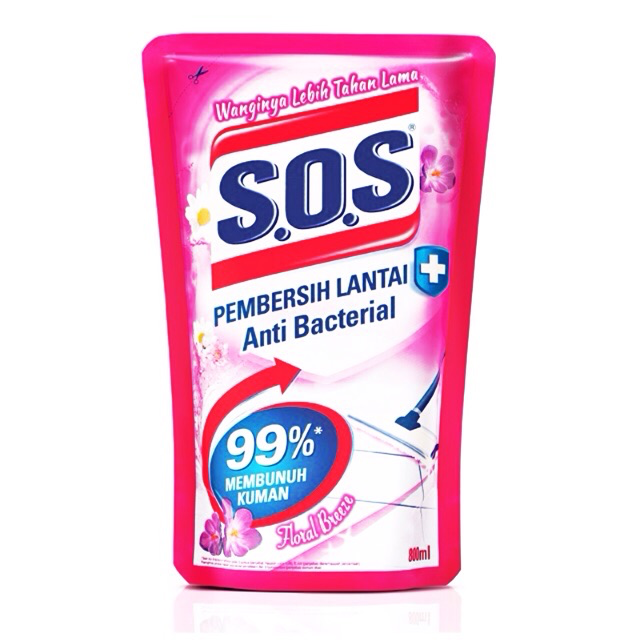 Wanginya Lebih Tahan Lama
S.O.S®
PEMBERSIH LANTAI
Anti Bacterial
99%*
MEMBUNUH
KUMAN
Floral Breeze
800ml